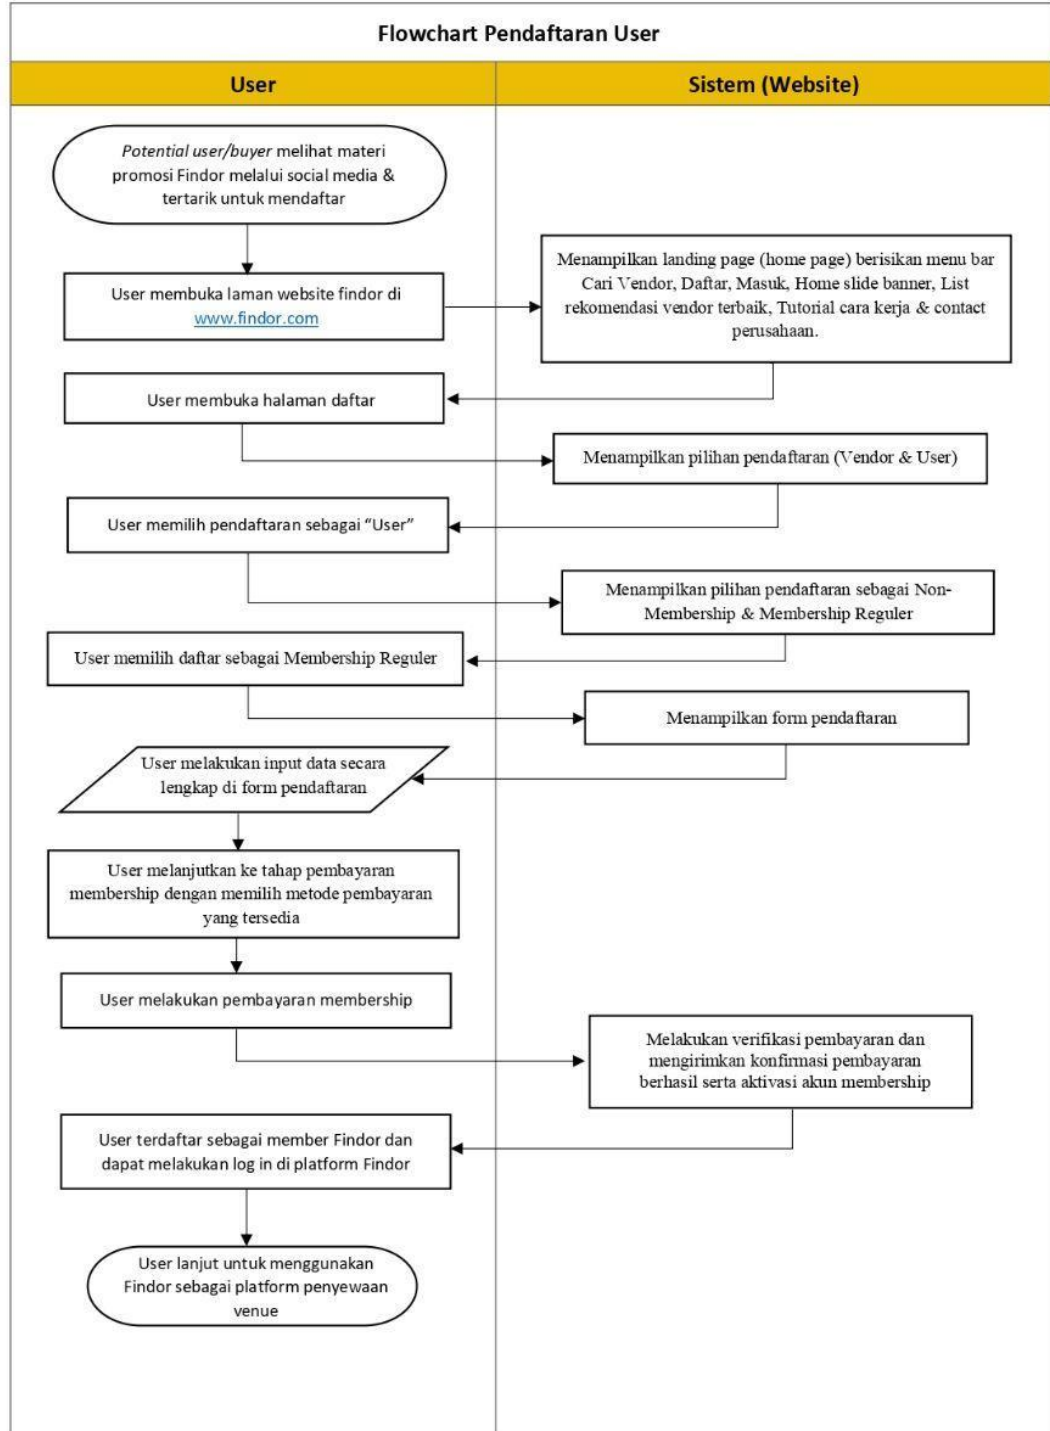 Flowchart Pendaftaran User
User
Sistem (Website)
Potential user/buyer melihat materi
promosi Findor melalui social media &
tertarik untuk mendaftar
User membuka laman website findor di
www.findor.com
Menampilkan landing page (home page) berisikan menu bar
Cari Vendor, Daftar, Masuk, Home slide banner, List
rekomendasi vendor terbaik, Tutorial cara kerja & contact
perusahaan.
User membuka halaman daftar
Menampilkan pilihan pendaftaran (Vendor & User)
User memilih pendaftaran sebagai “User”
Menampilkan pilihan pendaftaran sebagai Non-
Membership & Membership Reguler
User memilih daftar sebagai Membership Reguler
Menampilkan form pendaftaran
User melakukan input data secara
lengkap di form pendaftaran
User melanjutkan ke tahap pembayaran
membership dengan memilih metode pembayaran
yang tersedia
User melakukan pembayaran membership
Melakukan verifikasi pembayaran dan
mengirimkan konfirmasi pembayaran
berhasil serta aktivasi akun membership
User terdaftar sebagai member Findor dan
dapat melakukan log in di platform Findor
User lanjut untuk menggunakan
Findor sebagai platform penyewaan
venue